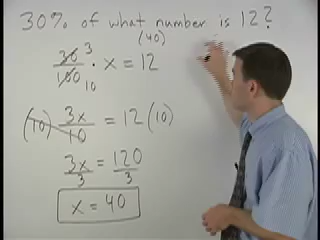 30% of what number is 12?
(40)
30/100 3/10 · x = 12
(10) 3x/10 = 12 (10)
3x/3 = 120/3
x = 40